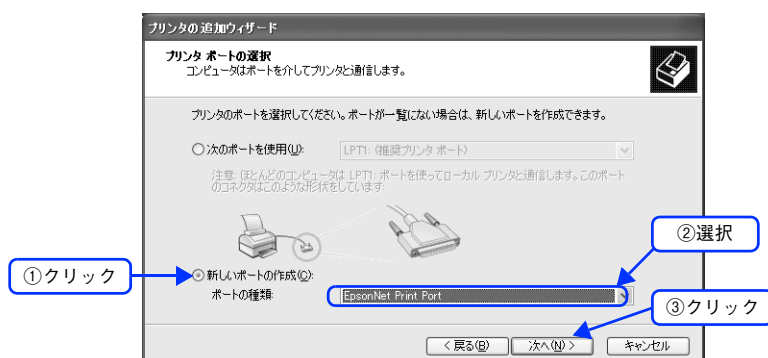 プリンタの追加ウィザード
プリンタ ポートの選択
コンピュータはポートを介してプリンタと通信します。
プリンタのポートを選択してください。ポートが一覧にない場合は、新しいポートを作成できます。
次のポートを使用(U):
LPT1: (推奨プリンタ ポート)
注意: ほとんどのコンピュータは LPT1: ポートを使ってローカル プリンタと通信します。このポート
のコネクタはこのような形状をしています:
②選択
①クリック
新しいポートの作成(C):
ポートの種類:
EpsonNet Print Port
③クリック
< 戻る(B)
次へ(N) >
キャンセル